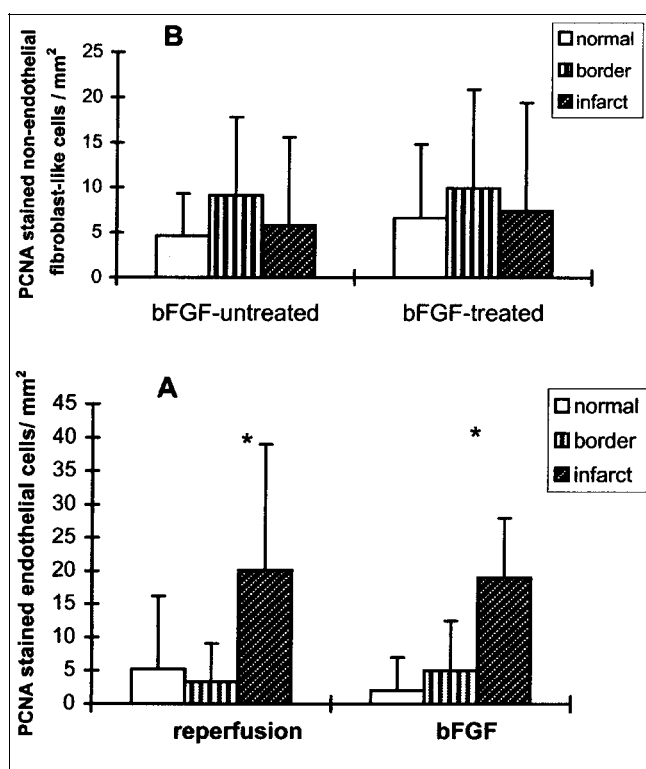 B
normal
border
infarct
PCNA stained non-endothelial
fibroblast-like cells / mm²
25
20
15
10
5
0
bFGF-untreated
bFGF-treated
A
normal
border
infarct
PCNA stained endothelial cells/ mm²
45
40
35
30
25
20
15
10
5
0
*
*
reperfusion
bFGF